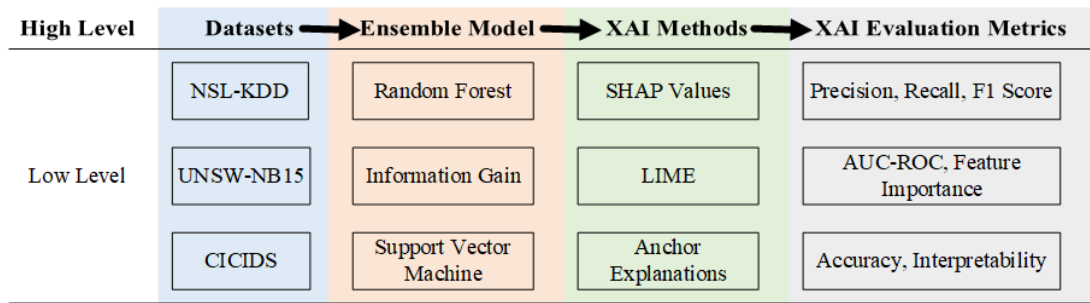 High Level Datasets Ensemble Model XAI Methods XAI Evaluation Metrics
NSL-KDD Random Forest SHAP Values Precision, Recall, F1 Score
Low Level UNSW-NB15 Information Gain LIME AUC-ROC, Feature
Importance
CICIDS Support Vector Anchor Accuracy, Interpretability
Machine Explanations